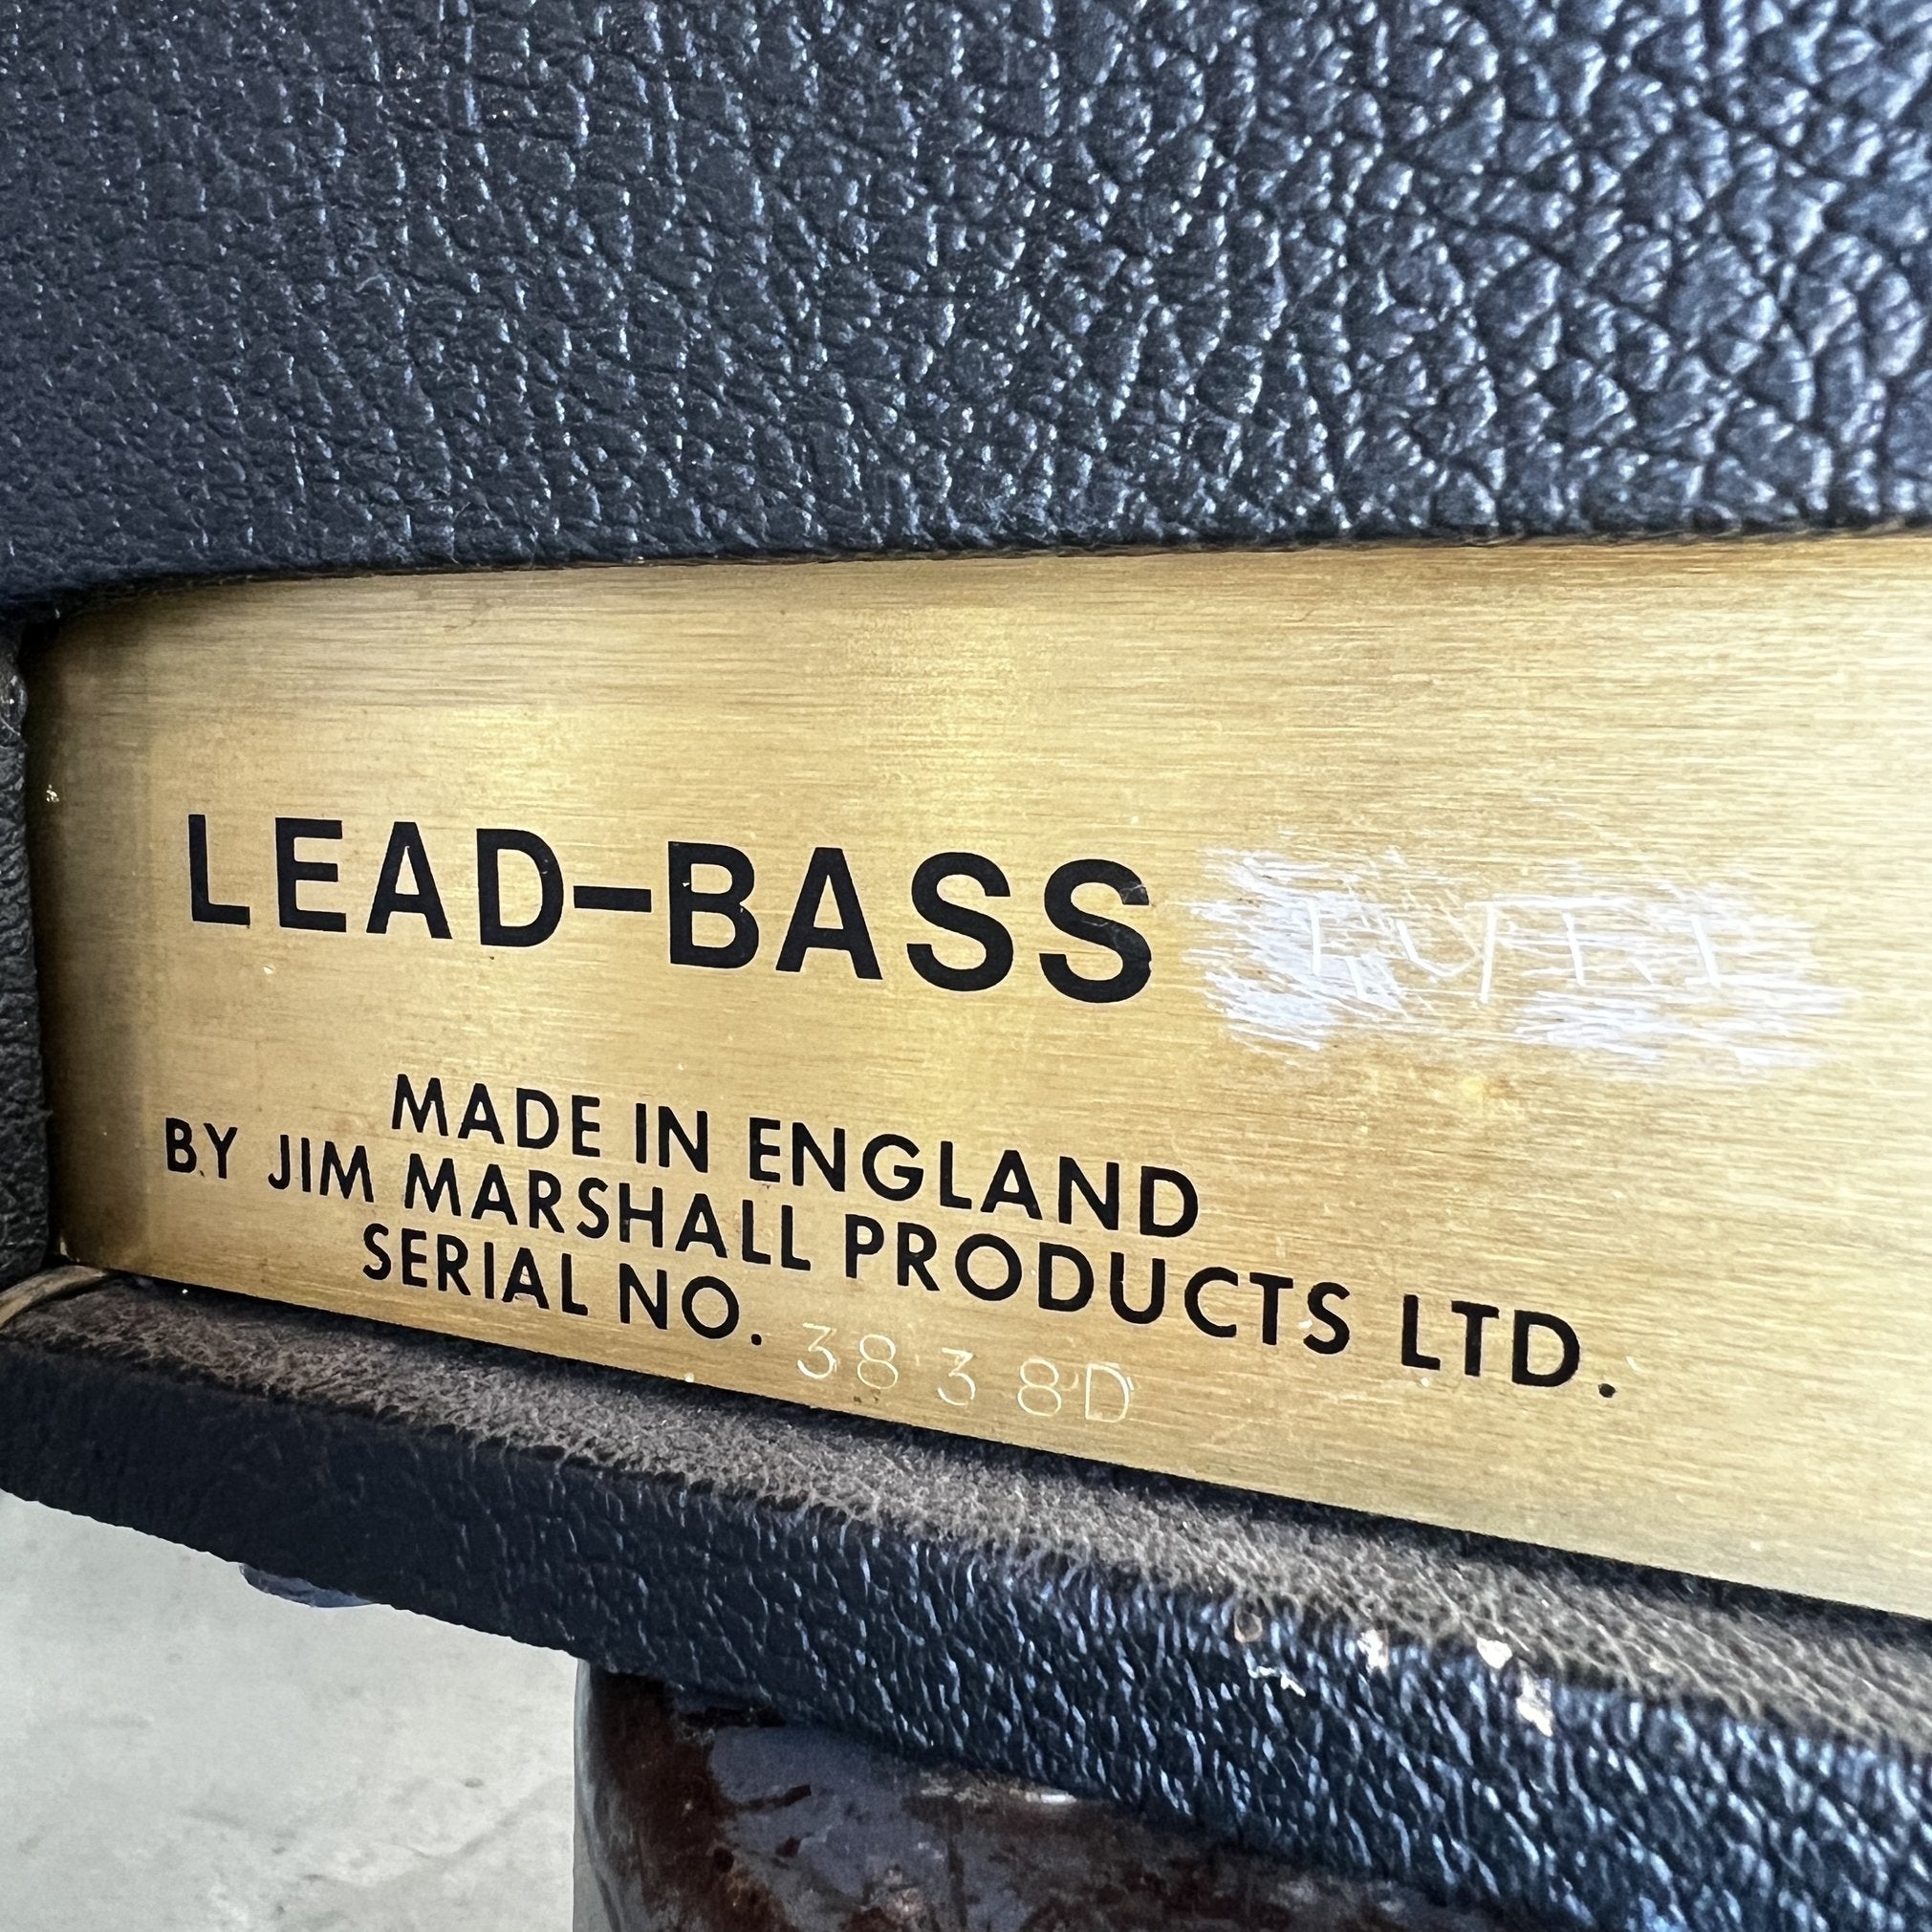 LEAD-BASS
MADE IN ENGLAND
BY JIM MARSHALL PRODUCTS LTD.
SERIAL NO. 3838D